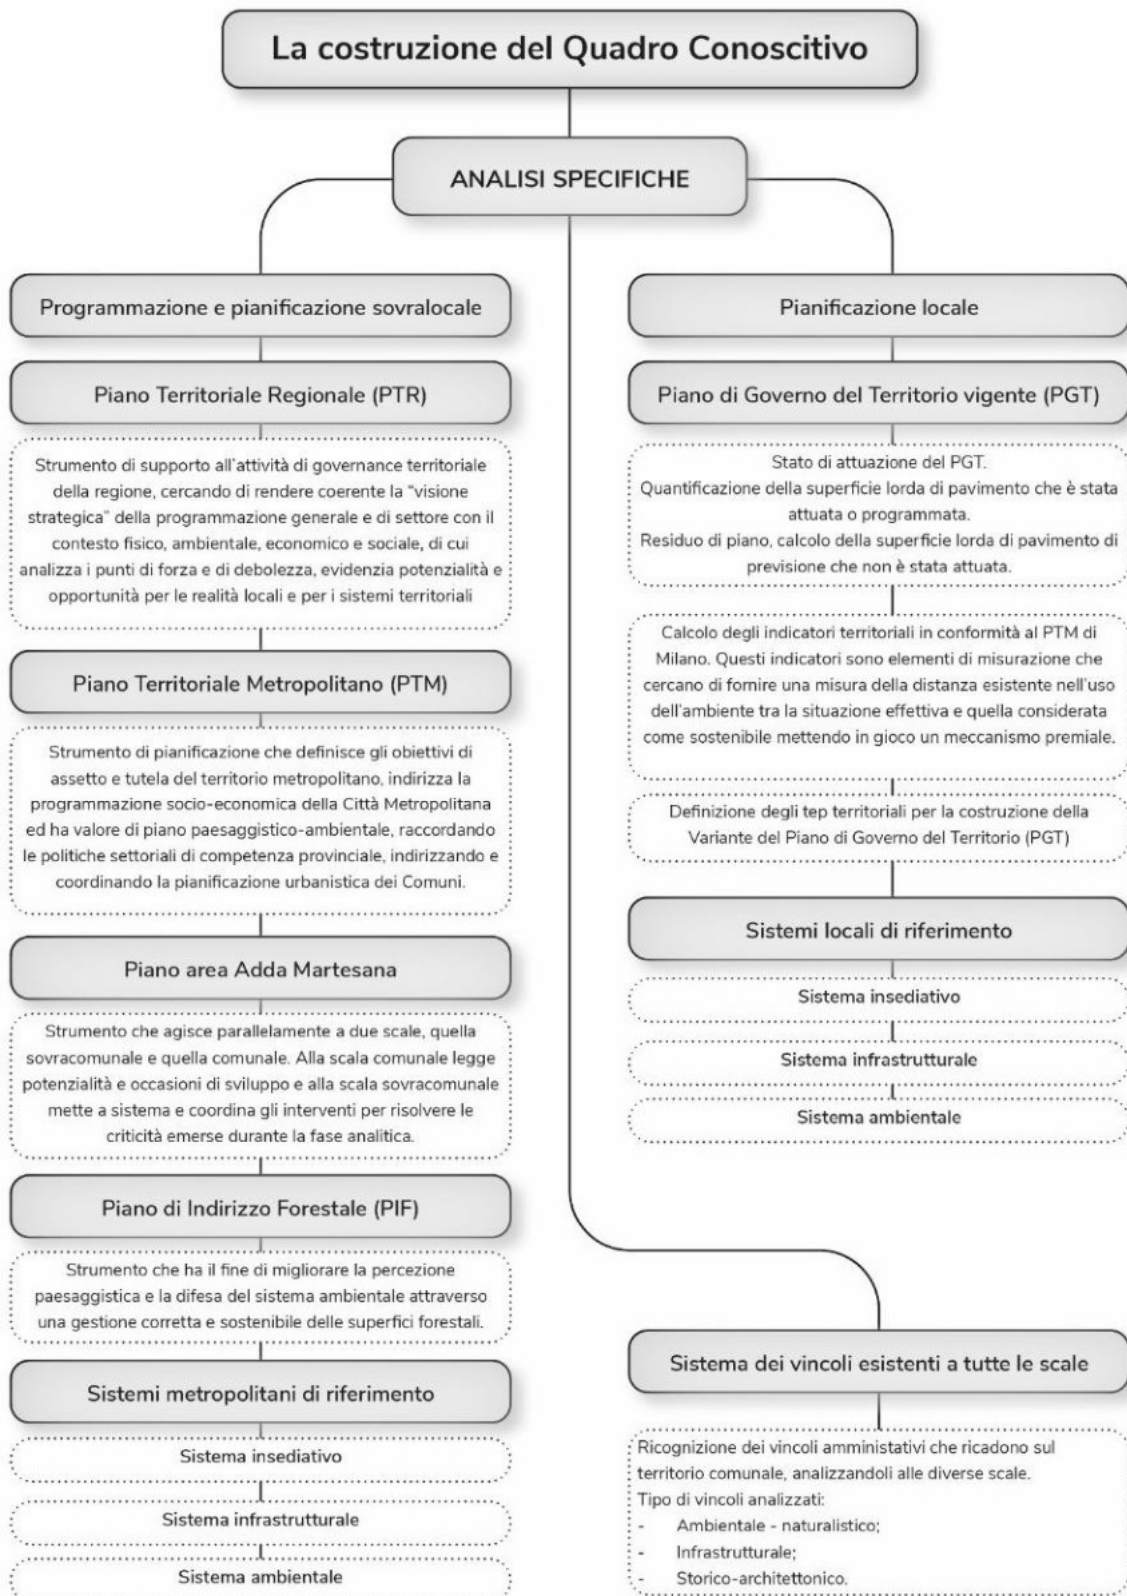 La costruzione del Quadro Conoscitivo
ANALISI SPECIFICHE
Programmazione e pianificazione sovralocale
Piano Territoriale Regionale (PTR)
Strumento di supporto all'attività di governance territoriale
della regione, cercando di rendere coerente la “visione
strategica” della programmazione generale e di settore con il
contesto fisico, ambientale, economico e sociale, di cui
analizza i punti di forza e di debolezza, evidenzia potenzialità e
opportunità per le realtà locali e per i sistemi territoriali
Piano Territoriale Metropolitano (PTM)
Strumento di pianificazione che definisce gli obiettivi di
assetto e tutela del territorio metropolitano, indirizza la
programmazione socio-economica della Città Metropolitana
ed ha valore di piano paesaggistico-ambientale, raccordando
le politiche settoriali di competenza provinciale, indirizzando e
coordinando la pianificazione urbanistica dei Comuni.
Piano area Adda Martesana
Strumento che agisce parallelamente a due scale, quella
sovracomunale e quella comunale. Alla scala comunale legge
potenzialità e occasioni di sviluppo e alla scala sovracomunale
mette a sistema e coordina gli interventi per risolvere le
criticità emerse durante la fase analitica.
Piano di Indirizzo Forestale (PIF)
Strumento che ha il fine di migliorare la percezione
paesaggistica e la difesa del sistema ambientale attraverso
una gestione corretta e sostenibile delle superfici forestali.
Sistemi metropolitani di riferimento
Sistema insediativo
Sistema infrastrutturale
Sistema ambientale
Pianificazione locale
Piano di Governo del Territorio vigente (PGT)
Stato di attuazione del PGT.
Quantificazione della superficie lorda di pavimento che è stata
attuata o programmata.
Residuo di piano, calcolo della superficie lorda di pavimento di
previsione che non è stata attuata.
Calcolo degli indicatori territoriali in conformità al PTM di
Milano. Questi indicatori sono elementi di misurazione che
cercano di fornire una misura della distanza esistente nell'uso
dell'ambiente tra la situazione effettiva e quella considerata
come sostenibile mettendo in gioco un meccanismo premiale.
Definizione degli tep territoriali per la costruzione della
Variante del Piano di Governo del Territorio (PGT)
Sistemi locali di riferimento
Sistema insediativo
Sistema infrastrutturale
Sistema ambientale
Sistema dei vincoli esistenti a tutte le scale
Ricognizione dei vincoli amministativi che ricadono sul
territorio comunale, analizzandoli alle diverse scale.
Tipo di vincoli analizzati:
- Ambientale - naturalistico;
- Infrastrutturale;
- Storico-architettonico.